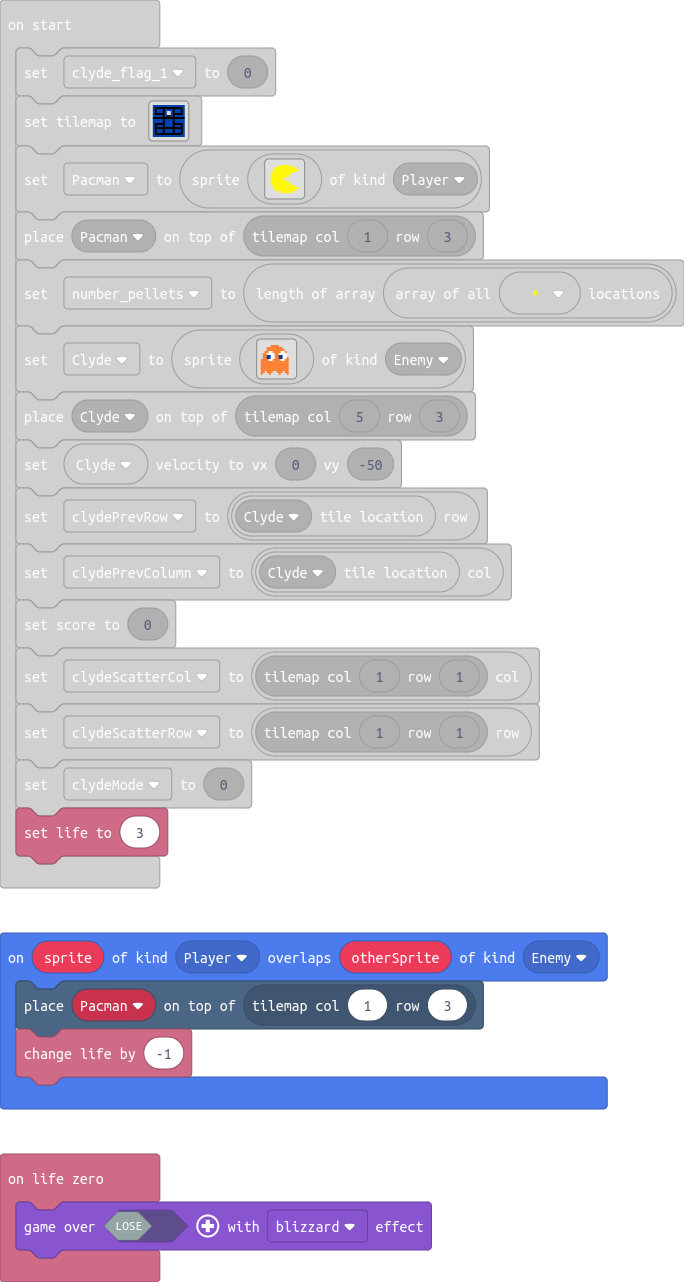 on start
set clyde_flag_1 to 0
set tilemap to
set Pacman to sprite of kind Player
place Pacman on top of tilemap col 1 row 3
set number_pellets to length of array array of all locations
set Clyde to sprite of kind Enemy
place Clyde on top of tilemap col 5 row 3
set Clyde velocity to vx 0 vy -50
set clydePrevRow to Clyde tile location row
set clydePrevColumn to Clyde tile location col
set score to 0
set clydeScatterCol to tilemap col 1 row 1 col
set clydeScatterRow to tilemap col 1 row 1 row
set clydeMode to 0
set life to 3
on sprite of kind Player overlaps otherSprite of kind Enemy
place Pacman on top of tilemap col 1 row 3
change life by -1
on life zero
game over LOSE with blizzard effect